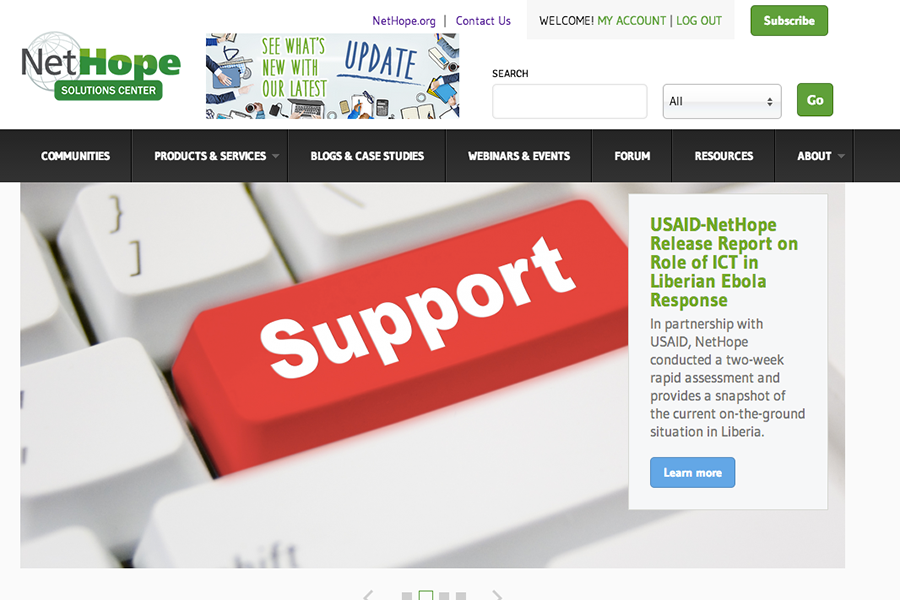 NetHope.org | Contact Us
WELCOME! MY ACCOUNT | LOG OUT
Subscribe
NetHope
SOLUTIONS CENTER
SEE WHAT'S
NEW WITH
OUR LATEST
UPDATE
SEARCH
All
Go
COMMUNITIES
PRODUCTS & SERVICES
BLOGS & CASE STUDIES
WEBINARS & EVENTS
FORUM
RESOURCES
ABOUT
}
]
Support
shift
USAID-NetHope
Release Report on
Role of ICT in
Liberian Ebola
Response
In partnership with
USAID, NetHope
conducted a two-week
rapid assessment and
provides a snapshot of
the current on-the-ground
situation in Liberia.
Learn more